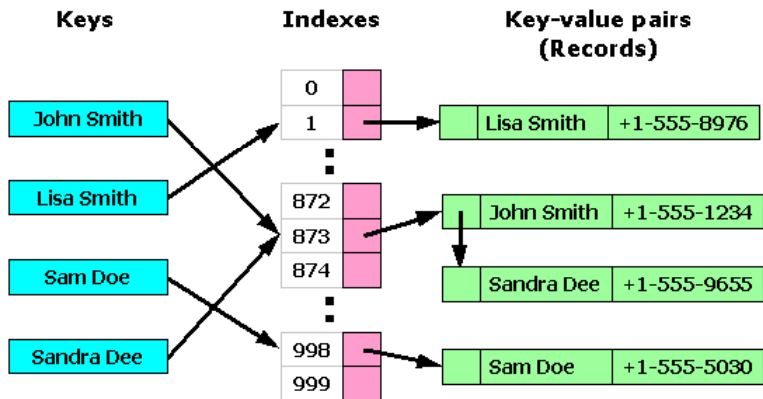 Keys
Indexes
Key-value pairs
(Records)
John Smith
Lisa Smith
Sam Doe
Sandra Dee
0
1
872
873
874
998
999
Lisa Smith +1-555-8976
John Smith +1-555-1234
Sandra Dee +1-555-9655
Sam Doe +1-555-5030